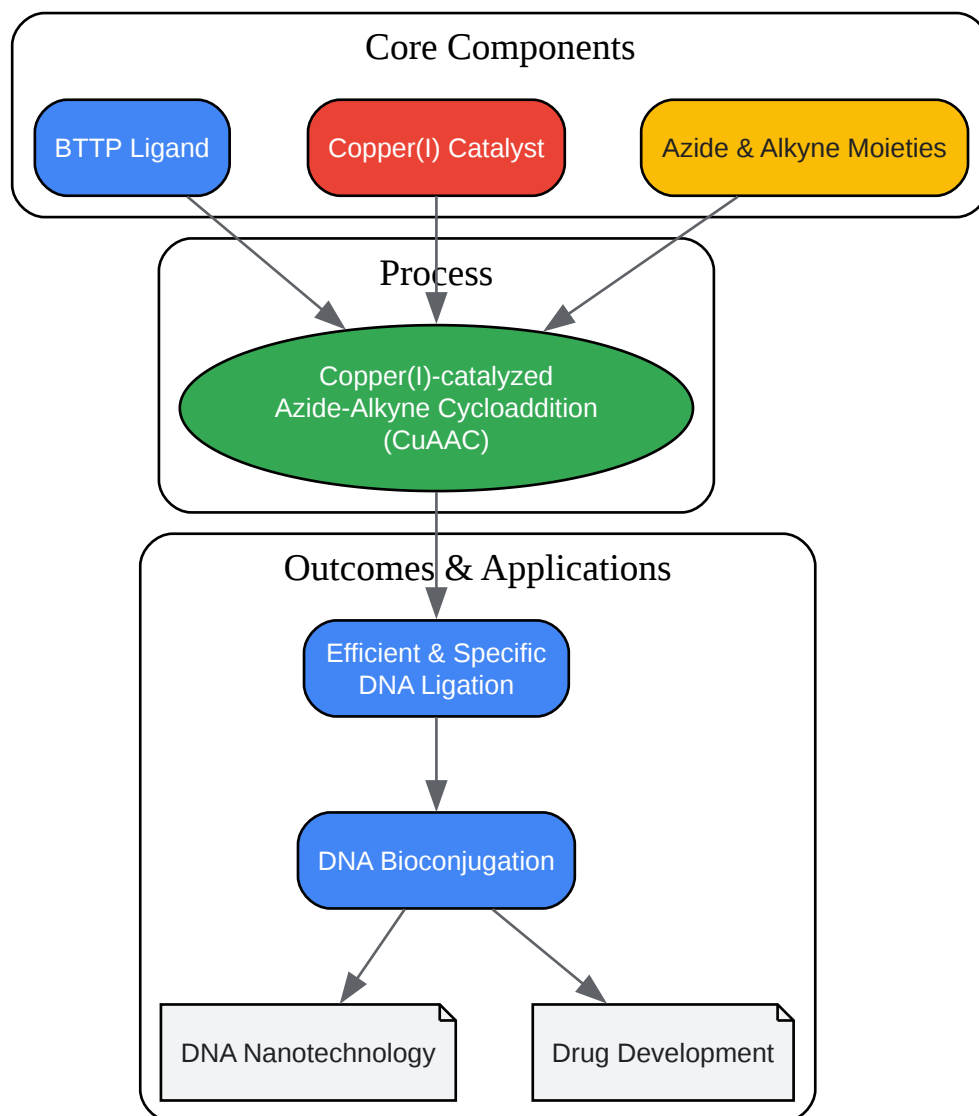 Core Components
BTTP Ligand
Copper(I) Catalyst
Azide & Alkyne Moieties
Process
Copper(I)-catalyzed
Azide-Alkyne Cycloaddition
(CuAAC)
Outcomes & Applications
Efficient & Specific
DNA Ligation
DNA Bioconjugation
DNA Nanotechnology
Drug Development